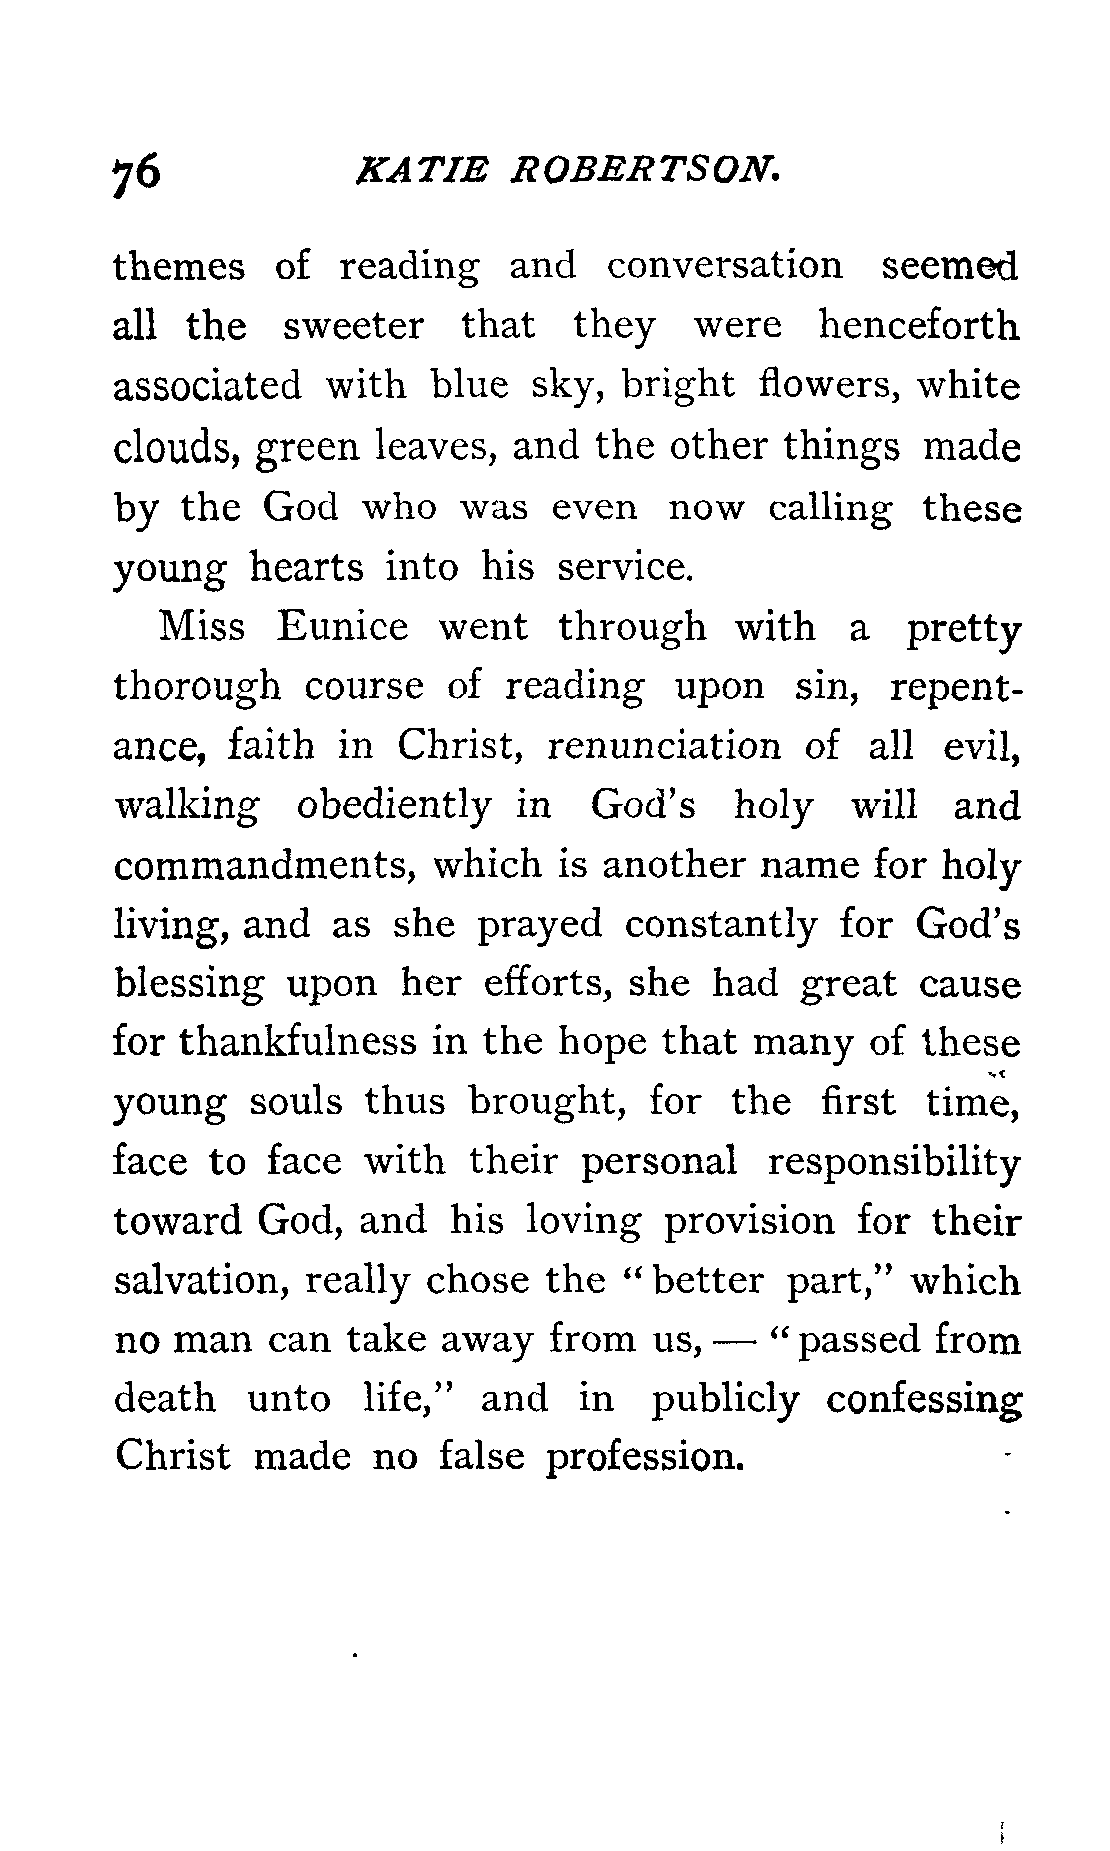 76 KATIE ROBERTSON.
themes of reading and conversation seemed
all the sweeter that they were henceforth
associated with blue sky, bright flowers, white
clouds, green leaves, and the other things made
by the God who was even now calling these
young hearts into his service.
Miss Eunice went through with a pretty
thorough course of reading upon sin, repent-
ance, faith in Christ, renunciation of all evil,
walking obediently in God's holy will and
commandments, which is another name for holy
living, and as she prayed constantly for God's
blessing upon her efforts, she had great cause
for thankfulness in the hope that many of these
young souls thus brought, for the first time,
face to face with their personal responsibility
toward God, and his loving provision for their
salvation, really chose the "better part," which
no man can take away from us, — "passed from
death unto life," and in publicly confessing
Christ made no false profession.